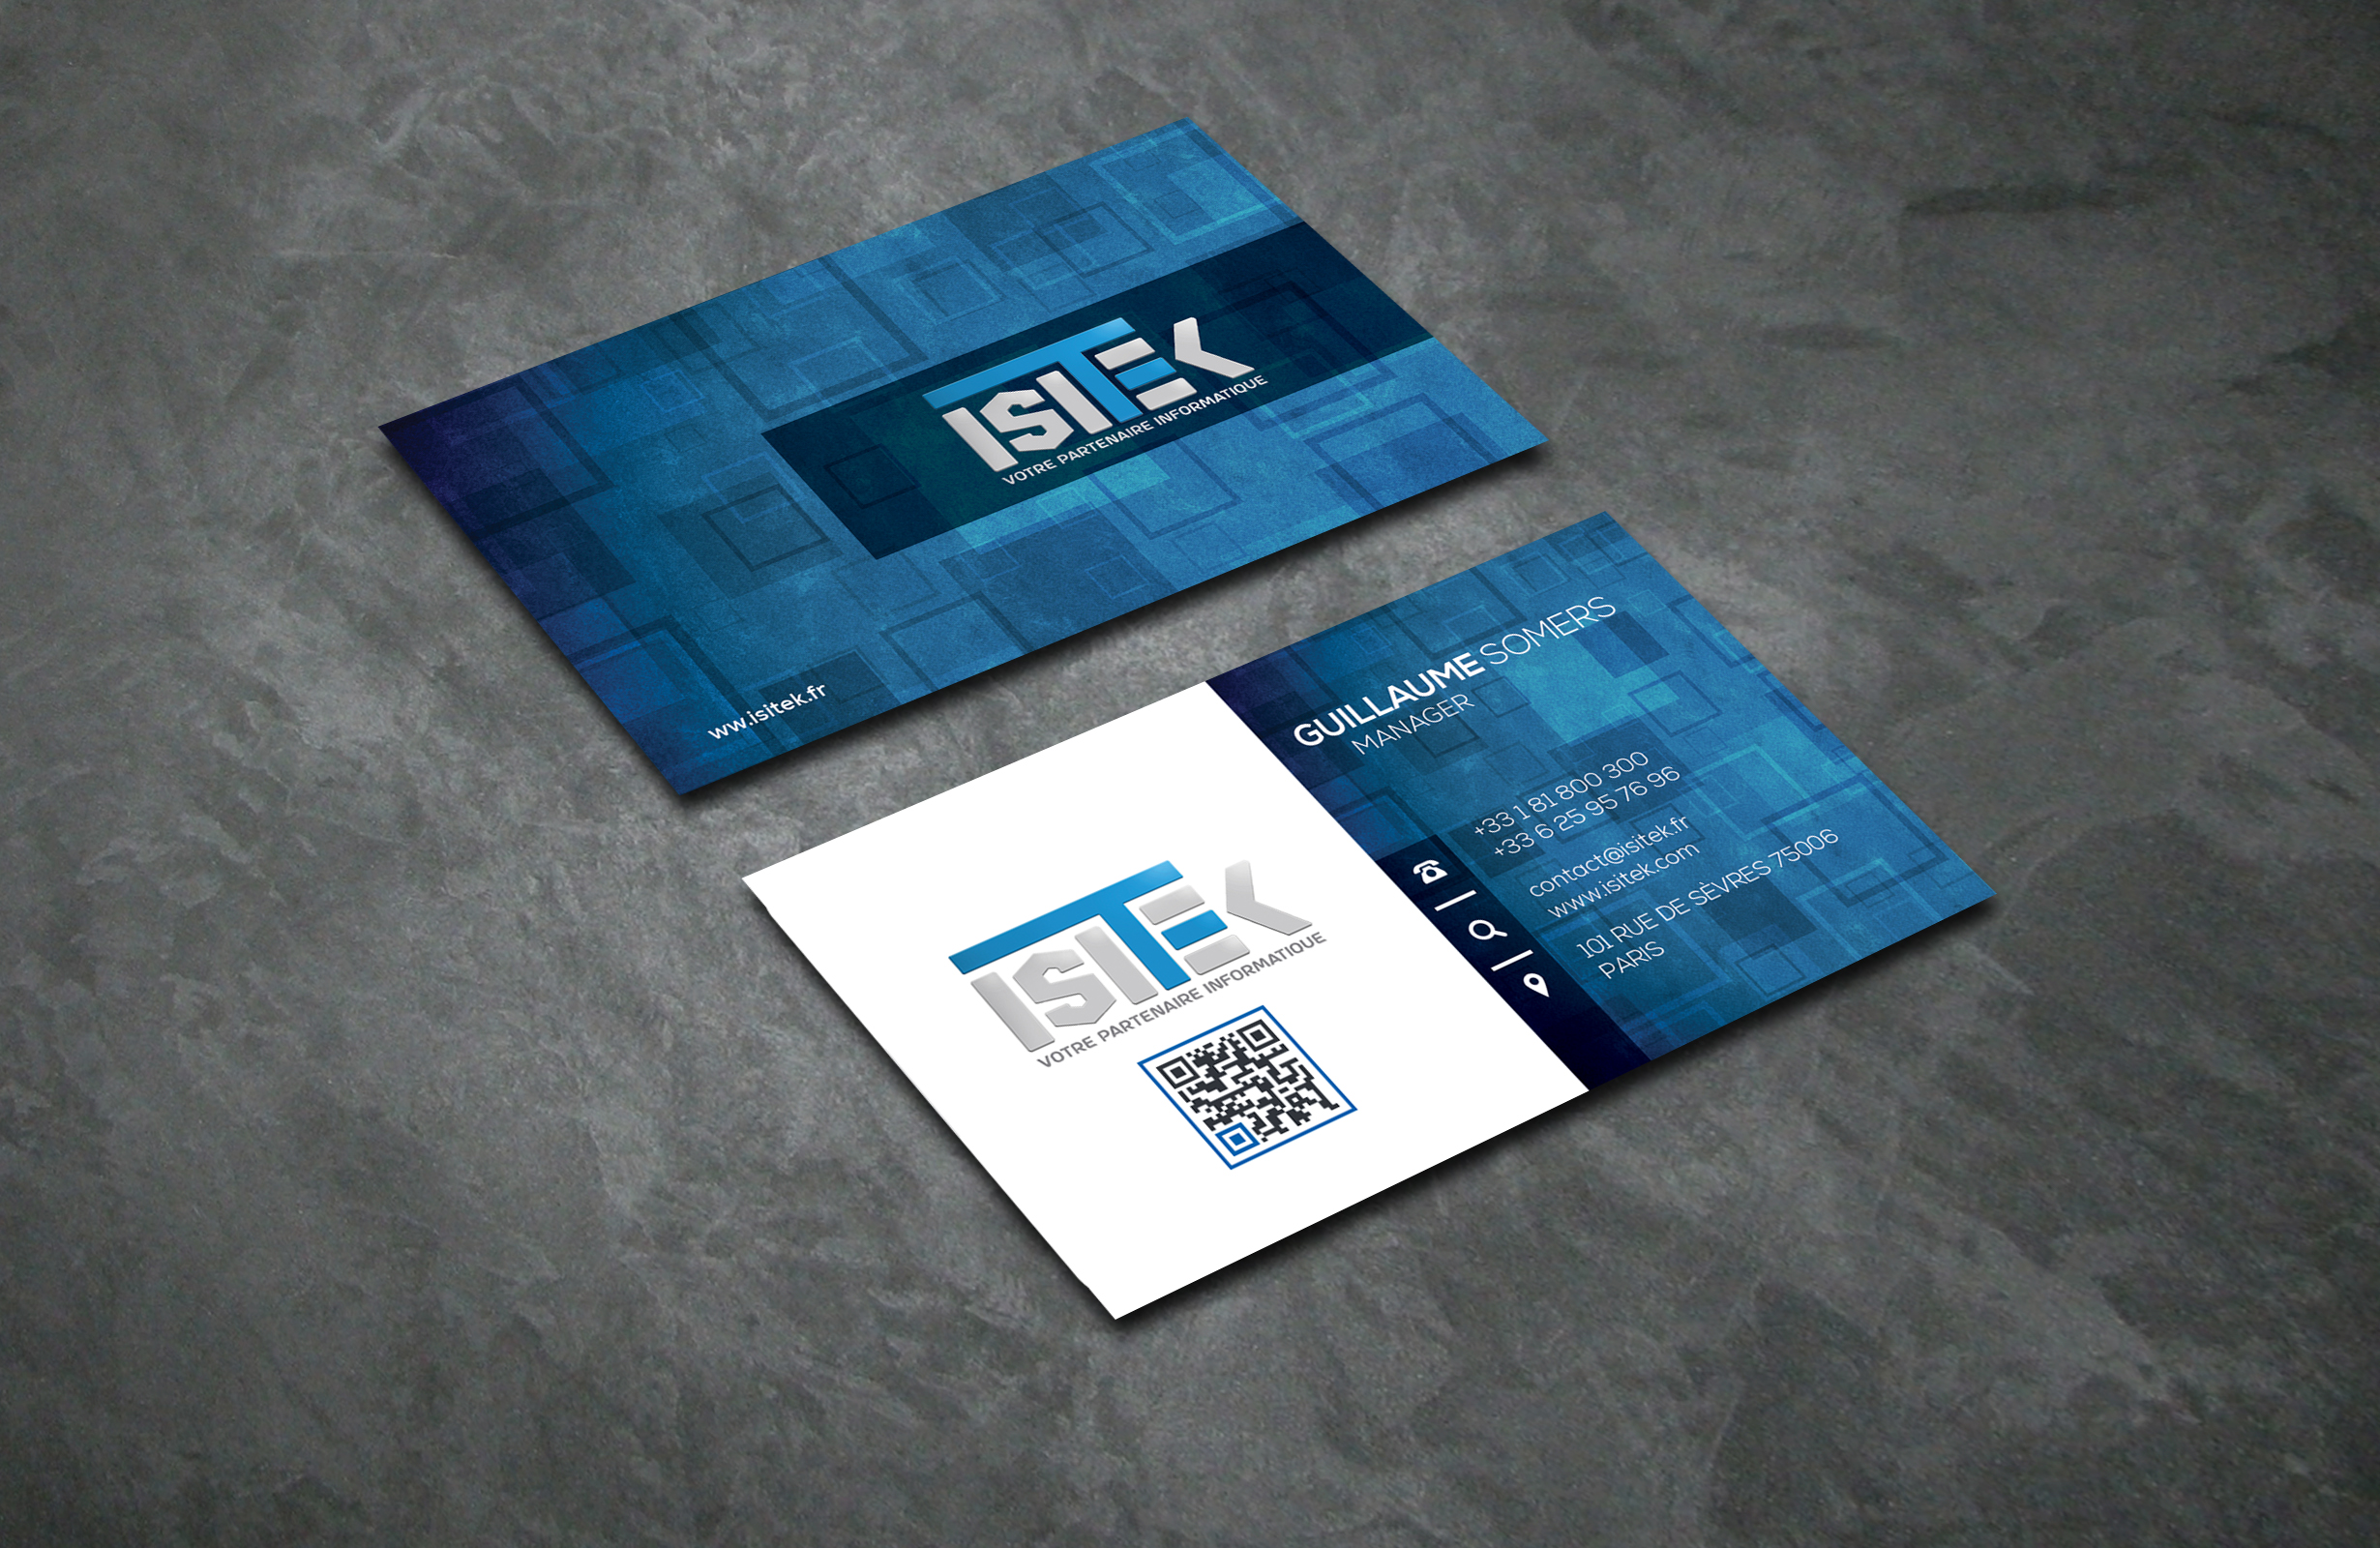 ISITEK
VOTRE PARTENAIRE INFORMATIQUE
ww.isitek.fr
ISITEK
VOTRE PARTENAIRE INFORMATIQUE
GUILLAUME SOMERS
MANAGER
+33 1 81 800 300
+33 6 25 95 76 96
contact@isitek.fr
www.isitek.com
101 RUE DE SÈVRES 75006
PARIS